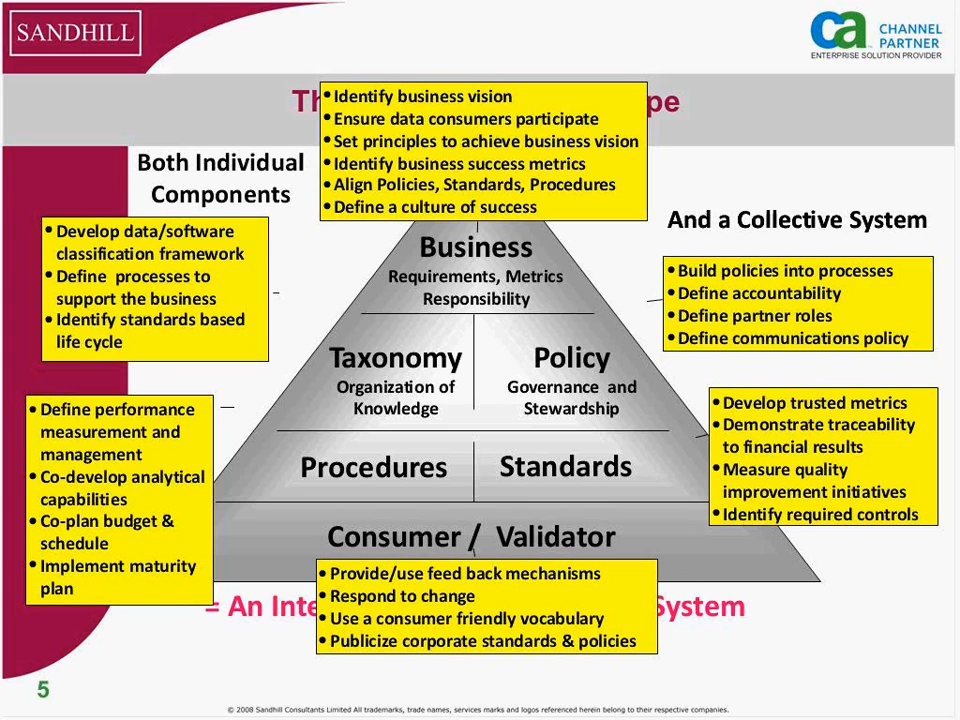 SANDHILL
ca
CHANNEL
PARTNER
ENTERPRISE SOLUTION PROVIDER
• Identify business vision
• Ensure data consumers participate
• Set principles to achieve business vision
• Identify business success metrics
• Align Policies, Standards, Procedures
• Define a culture of success
Both Individual
Components
And a Collective System
• Develop data/software
classification framework
• Define processes to
support the business
• Identify standards based
life cycle
Business
Requirements, Metrics
Responsibility
• Build policies into processes
• Define accountability
• Define partner roles
• Define communications policy
Taxonomy
Organization of
Knowledge
Policy
Governance and
Stewardship
• Define performance
measurement and
management
• Co-develop analytical
capabilities
• Co-plan budget &
schedule
• Implement maturity
plan
• Develop trusted metrics
• Demonstrate traceability
to financial results
• Measure quality
improvement initiatives
• Identify required controls
Procedures
Standards
Consumer / Validator
• Provide/use feed back mechanisms
• Respond to change
• Use a consumer friendly vocabulary
• Publicize corporate standards & policies
= An System
5
© 2008 Sandhill Consultants Limited All trademarks, trade names, services marks and logos referenced herein belong to their respective companies.